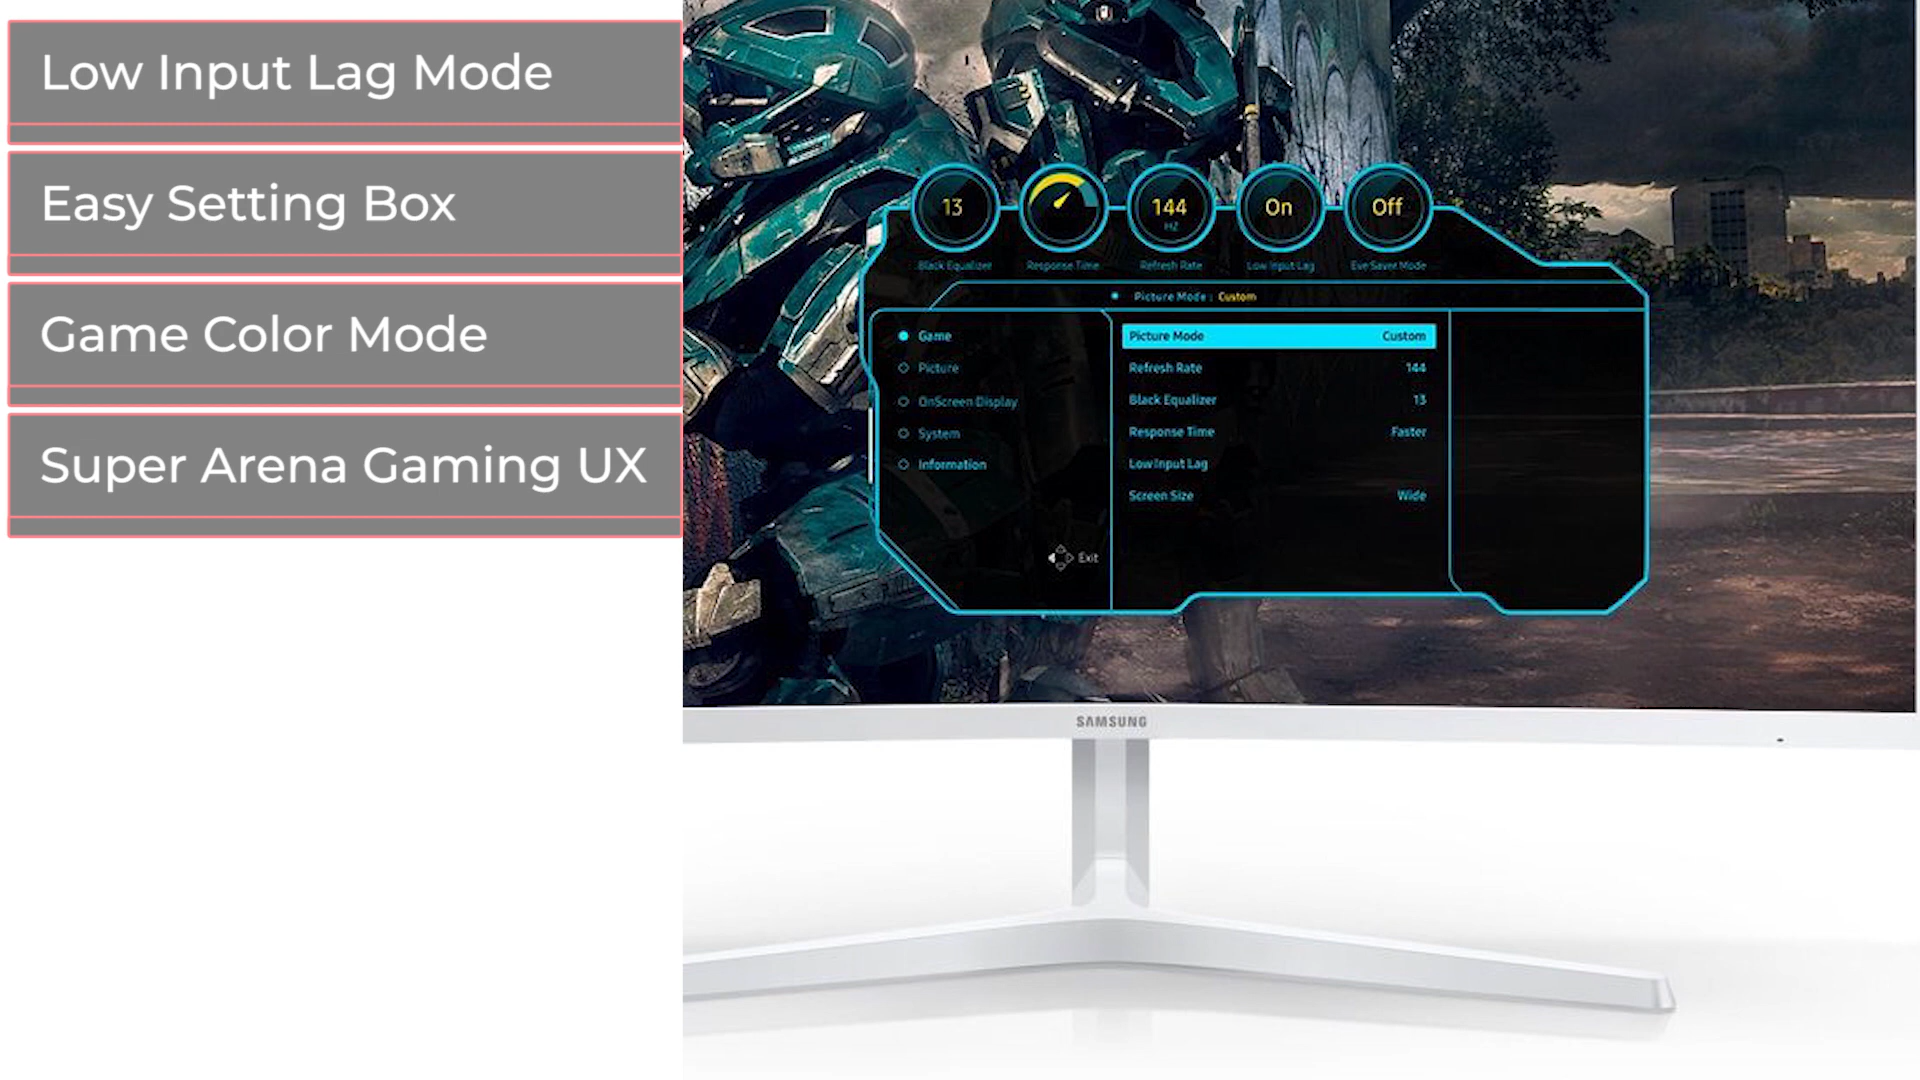 Low Input Lag Mode
Easy Setting Box
Game Color Mode
Super Arena Gaming UX
13
144
HZ
On
Off
Black Equalizer
Response Time
Refresh Rate
Low Input Lag
Eye Saver Mode
Picture Mode : Custom
Game
Picture
OnScreen Display
System
Information
Exit
Picture Mode Custom
Refresh Rate 144
Black Equalizer 13
Response Time Faster
Low Input Lag
Screen Size Wide
SAMSUNG